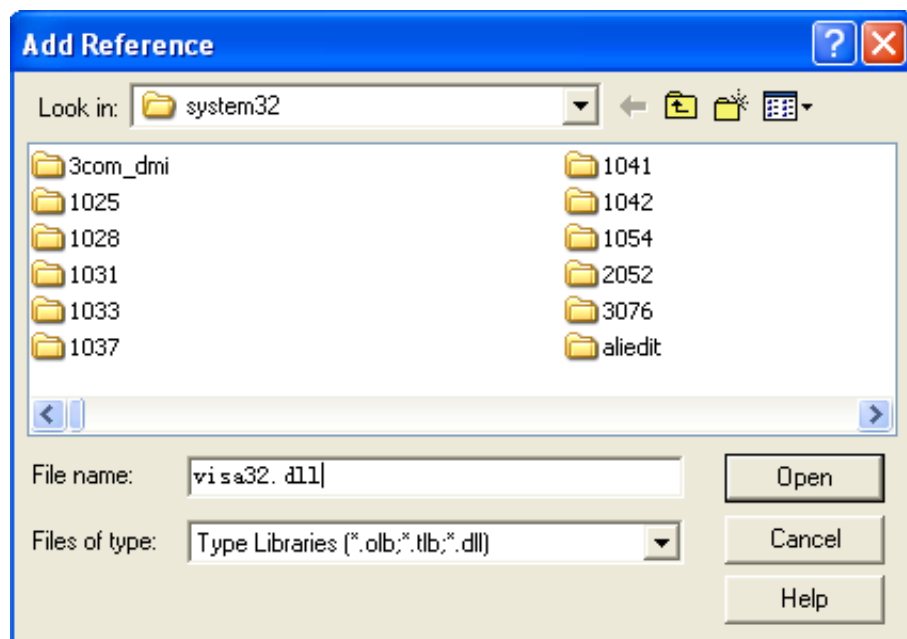 Add Reference
Look in: system32
3com_dmi
1025
1028
1031
1033
1037
1041
1042
1054
2052
3076
aliedit
File name: visa32.dll
Open
Files of type: Type Libraries (*.olb;*.tlb;*.dll)
Cancel
Help